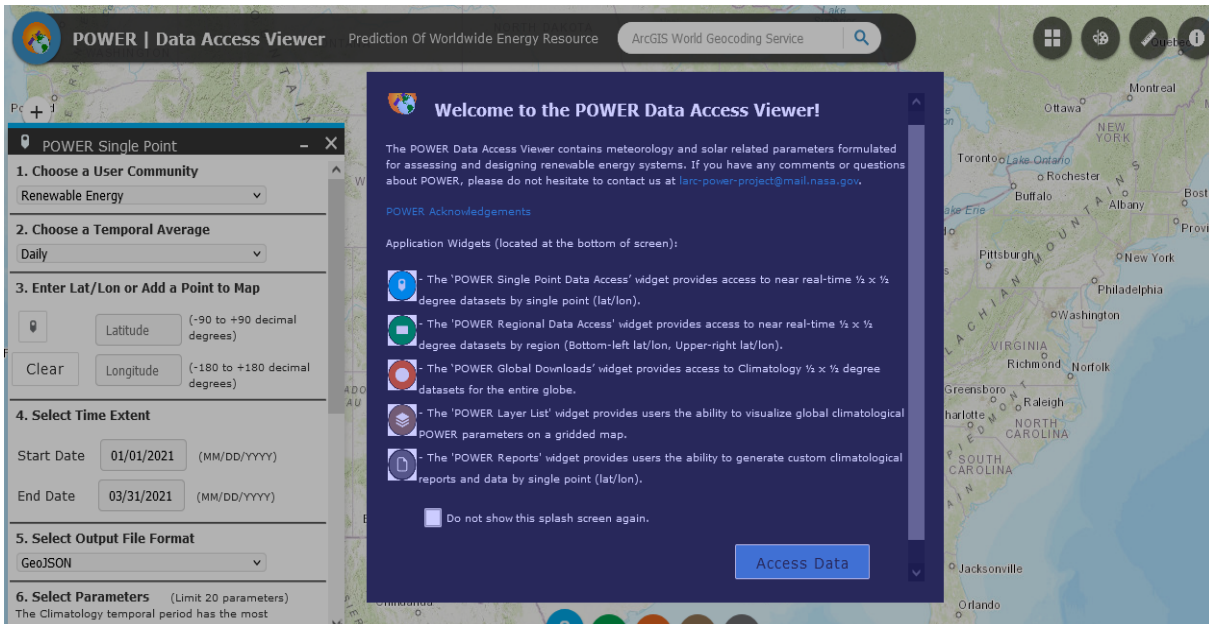 POWER | Data Access Viewer
Prediction Of Worldwide Energy Resource
ArcGIS World Geocoding Service
POWER Single Point
1. Choose a User Community
Renewable Energy
2. Choose a Temporal Average
Daily
3. Enter Lat/Lon or Add a Point to Map
Latitude
(-90 to +90 decimal
degrees)
Clear
Longitude
(-180 to +180 decimal
degrees)
4. Select Time Extent
Start Date
01/01/2021
(MM/DD/YYYY)
End Date
03/31/2021
(MM/DD/YYYY)
5. Select Output File Format
GeoJSON
6. Select Parameters (Limit 20 parameters)
The Climatology temporal period has the most
Welcome to the POWER Data Access Viewer!
The POWER Data Access Viewer contains meteorology and solar related parameters formulated
for assessing and designing renewable energy systems. If you have any comments or questions
about POWER, please do not hesitate to contact us at larc-power-project@mail.nasa.gov.
POWER Acknowledgements
Application Widgets (located at the bottom of screen):
- The 'POWER Single Point Data Access' widget provides access to near real-time ½ x ½
degree datasets by single point (lat/lon).
- The 'POWER Regional Data Access' widget provides access to near real-time ½ x ½
degree datasets by region (Bottom-left lat/lon, Upper-right lat/lon).
- The 'POWER Global Downloads' widget provides access to Climatology ½ x ½ degree
datasets for the entire globe.
- The 'POWER Layer List' widget provides users the ability to visualize global climatological
POWER parameters on a gridded map.
- The 'POWER Reports' widget provides users the ability to generate custom climatological
reports and data by single point (lat/lon).
Do not show this splash screen again.
Access Data
Montreal
Ottawa
NEW
YORK
Toronto
Lake Ontario
Rochester
Buffalo
Albany
Pittsburgh
New York
Philadelphia
Washington
VIRGINIA
Richmond
Norfolk
Greensboro
Raleigh
NORTH
CAROLINA
SOUTH
CAROLINA
Jacksonville
Orlando